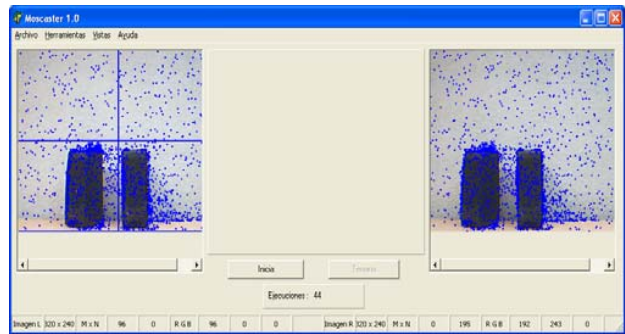 Moscaster 1.0
Archivo Herramientas Vistas Ayuda
Inicia Termina
Ejecuciones : 44
Imagen L 320 x 240 M x N 96 0 R G B 96 0 0 Imagen R 320 x 240 M x N 0 195 R G B 192 243 0